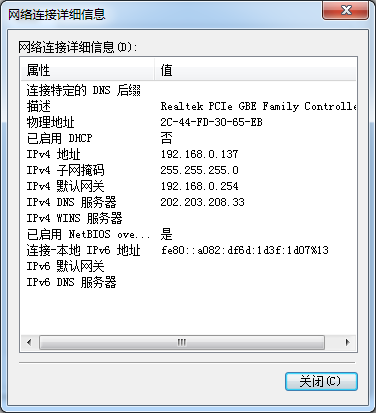 网络连接详细信息
网络连接详细信息(D):
属性 值
连接特定的 DNS 后缀
描述 Realtek PCIe GBE Family Controlle
物理地址 2C-44-FD-30-65-EB
已启用 DHCP 否
IPv4 地址 192.168.0.137
IPv4 子网掩码 255.255.255.0
IPv4 默认网关 192.168.0.254
IPv4 DNS 服务器 202.203.208.33
IPv4 WINS 服务器
已启用 NetBIOS ove... 是
连接-本地 IPv6 地址 fe80::a082:df6d:1d3f:1d07%13
IPv6 默认网关
IPv6 DNS 服务器
关闭(C)